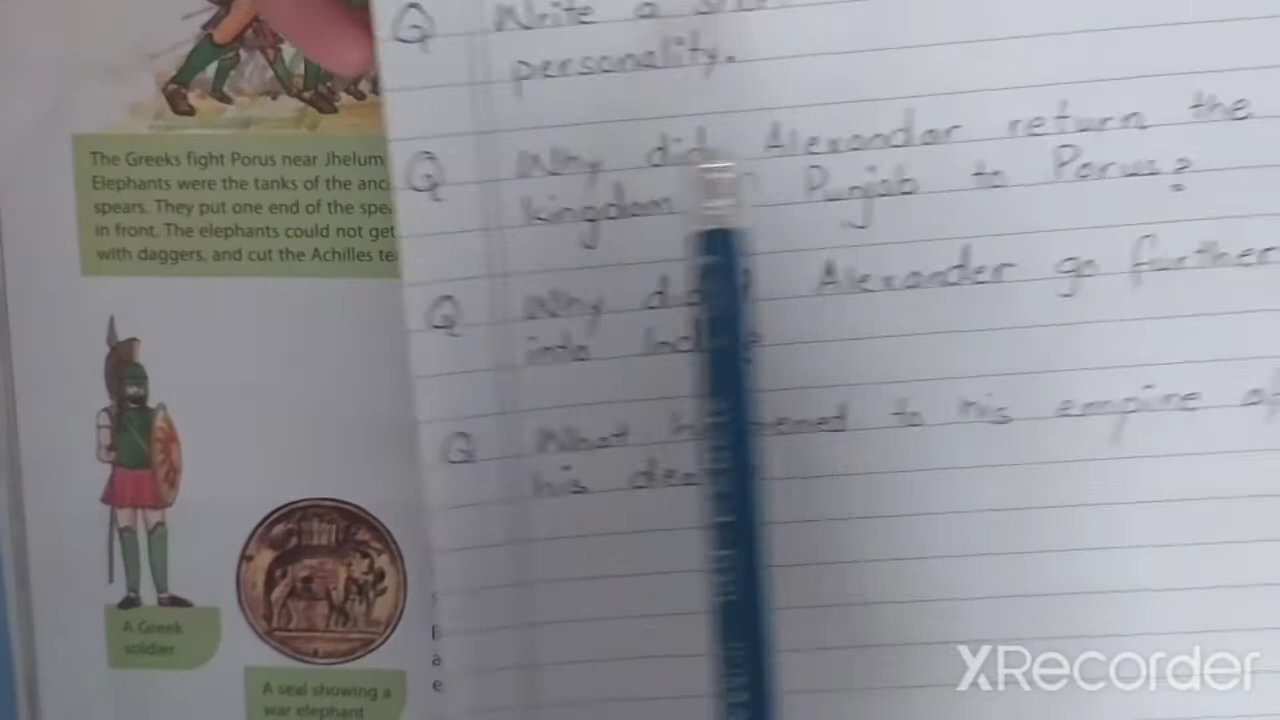 The Greeks fight Porus near Jhelum
Elephants were the tanks of the anci
spears. They put one end of the spe
in front. The elephants could not get
with daggers, and cut the Achilles te
A Greek
soldier
A seal showing a
war elephant
Q Write a
personality.
Q Why did Alexander return the
kingdom Punjab to Porus?
Q Why Alexander go further
into
Q What to his empire
his
XRecorder